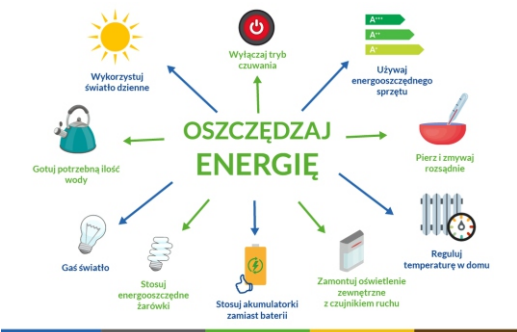 Wykorzystuj
światło dzienne
Wyłączaj tryb
czuwania
A+++
A++
A+
Używaj
energooszczędnego
sprzętu
OSZCZĘDZAJ
ENERGIĘ
Gotuj potrzebną ilość
wody
Pierz i zmywaj
rozsądnie
Gaś światło
Stosuj
energooszczędne
żarówki
Stosuj akumulatorki
zamiast baterii
Zamontuj oświetlenie
zewnętrzne
z czujnikiem ruchu
Reguluj
temperaturę w domu